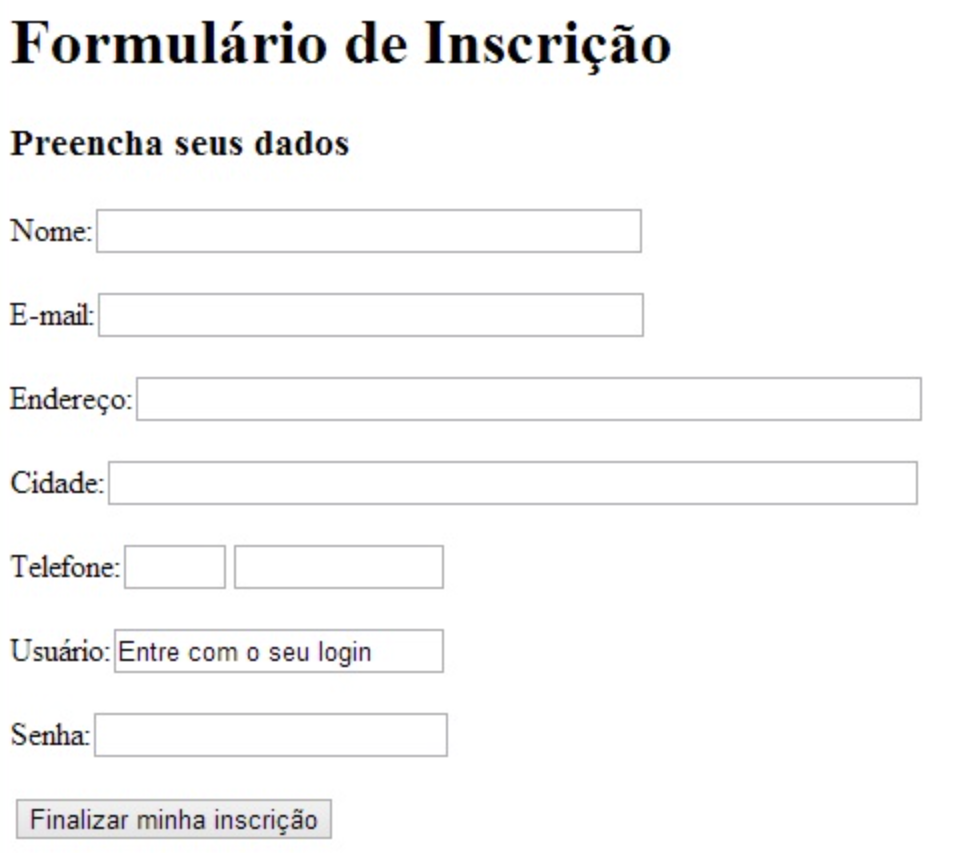 Formulário de Inscrição
Preencha seus dados
Nome:
E-mail:
Endereço:
Cidade:
Telefone:
Usuário: Entre com o seu login
Senha:
Finalizar minha inscrição